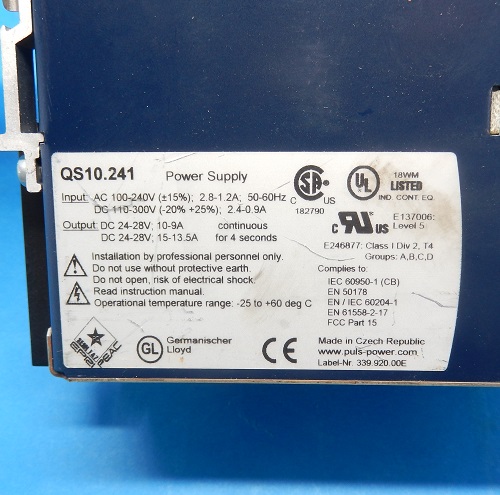 QS10.241 Power Supply
Input: AC 100-240V (±15%); 2.8-1.2A; 50-60Hz
DC 110-300V (-20% +25%); 2.4-0.9A
Output: DC 24-28V; 10-9A continuous
DC 24-28V; 15-13.5A for 4 seconds
Installation by professional personnel only.
Do not use without protective earth.
Do not open, risk of electrical shock.
Read instruction manual.
Operational temperature range: -25 to +60 deg C
SEMI F47
GL Germanischer
Lloyd
CE
C SA US
182790
UL 18WM
LISTED
IND. CONT. EQ
C RU US E137006:
Level 5
E246877: Class I Div 2, T4
Groups: A,B,C,D
Complies to:
IEC 60950-1 (CB)
EN 50178
EN / IEC 60204-1
EN 61558-2-17
FCC Part 15
Made in Czech Republic
www.puls-power.com
Label-Nr. 339.920.00E